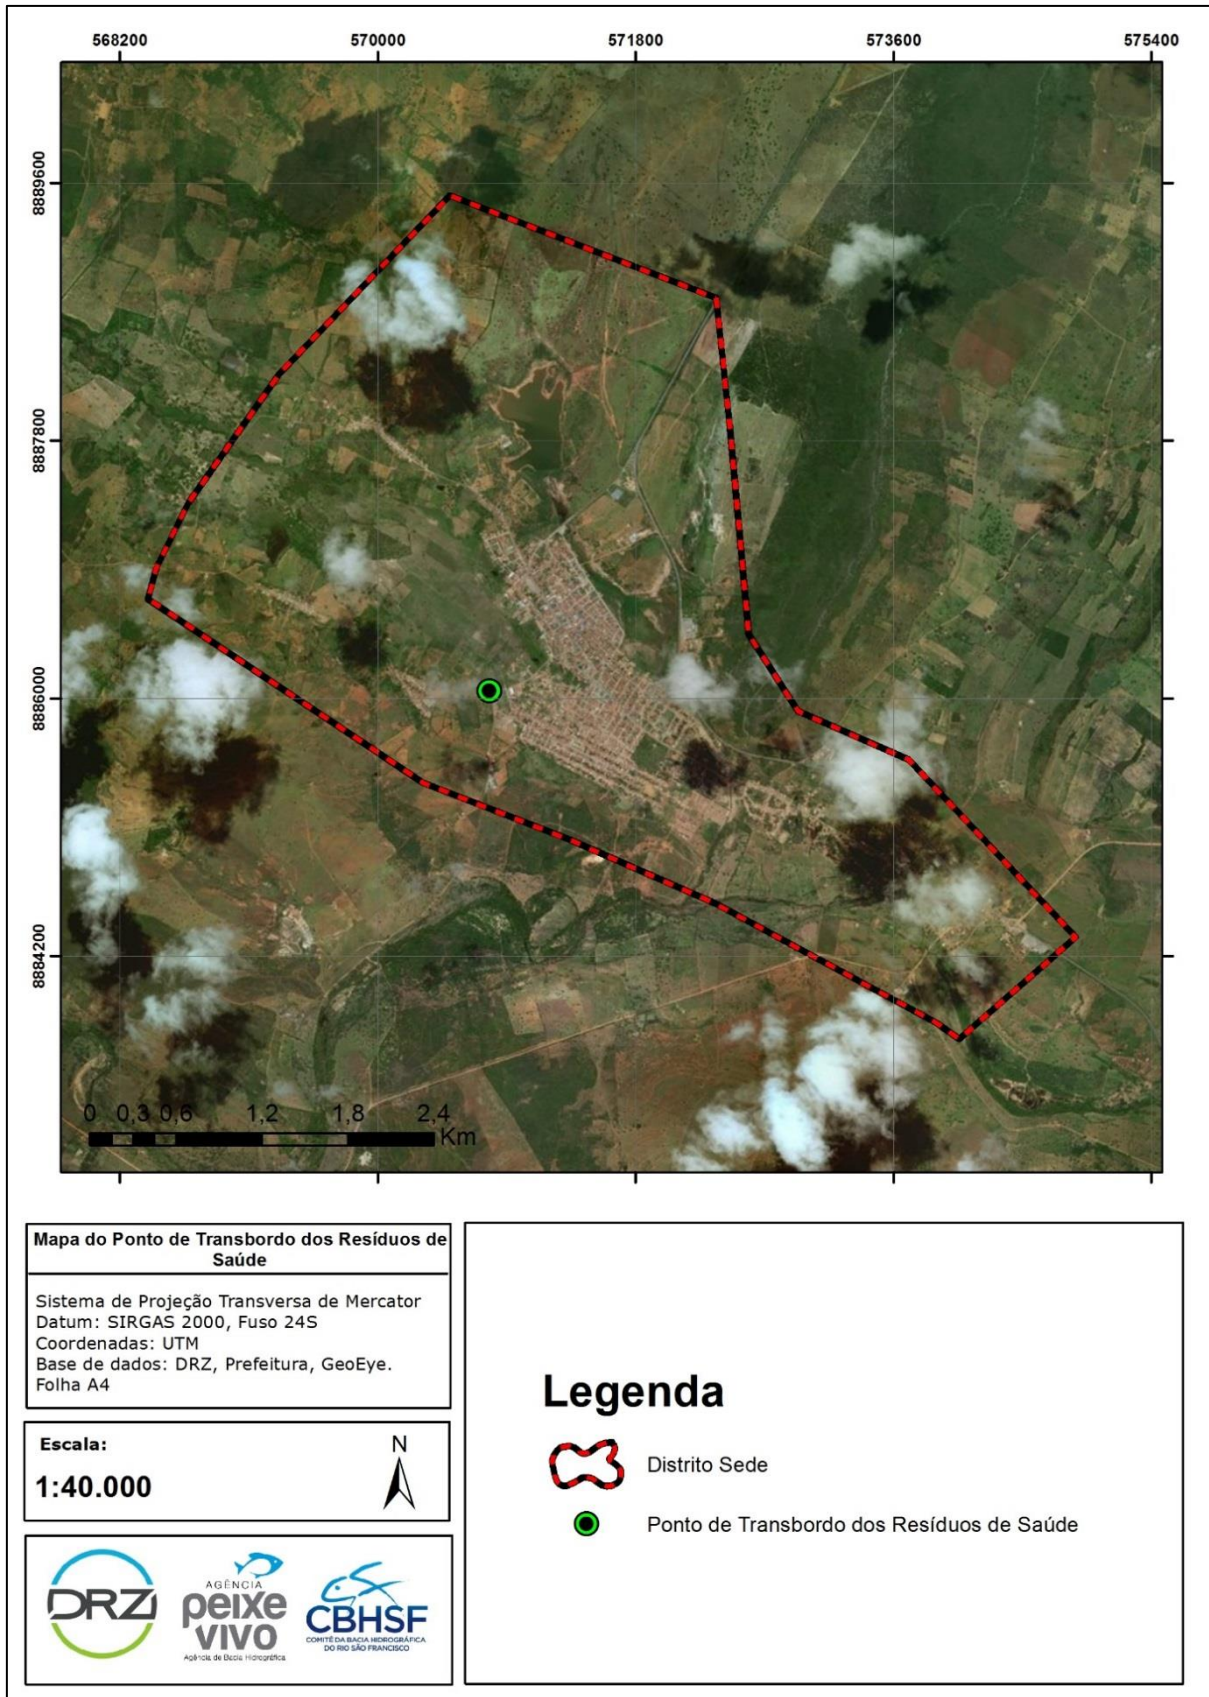 568200 570000 571800 573600 575400
8889600
8887800
8886000
8884200
0 0,3 0,6 1,2 1,8 2,4
Km
Mapa do Ponto de Transbordo dos Resíduos de
Saúde
Sistema de Projeção Transversa de Mercator
Datum: SIRGAS 2000, Fuso 24S
Coordenadas: UTM
Base de dados: DRZ, Prefeitura, GeoEye.
Folha A4
Escala:
1:40.000
N
DRZ
AGÊNCIA
peixe
VIVO
Agência de Bacia Hidrográfica
CBHSF
COMITÊ DA BACIA HIDROGRÁFICA
DO RIO SÃO FRANCISCO
Legenda
Distrito Sede
Ponto de Transbordo dos Resíduos de Saúde